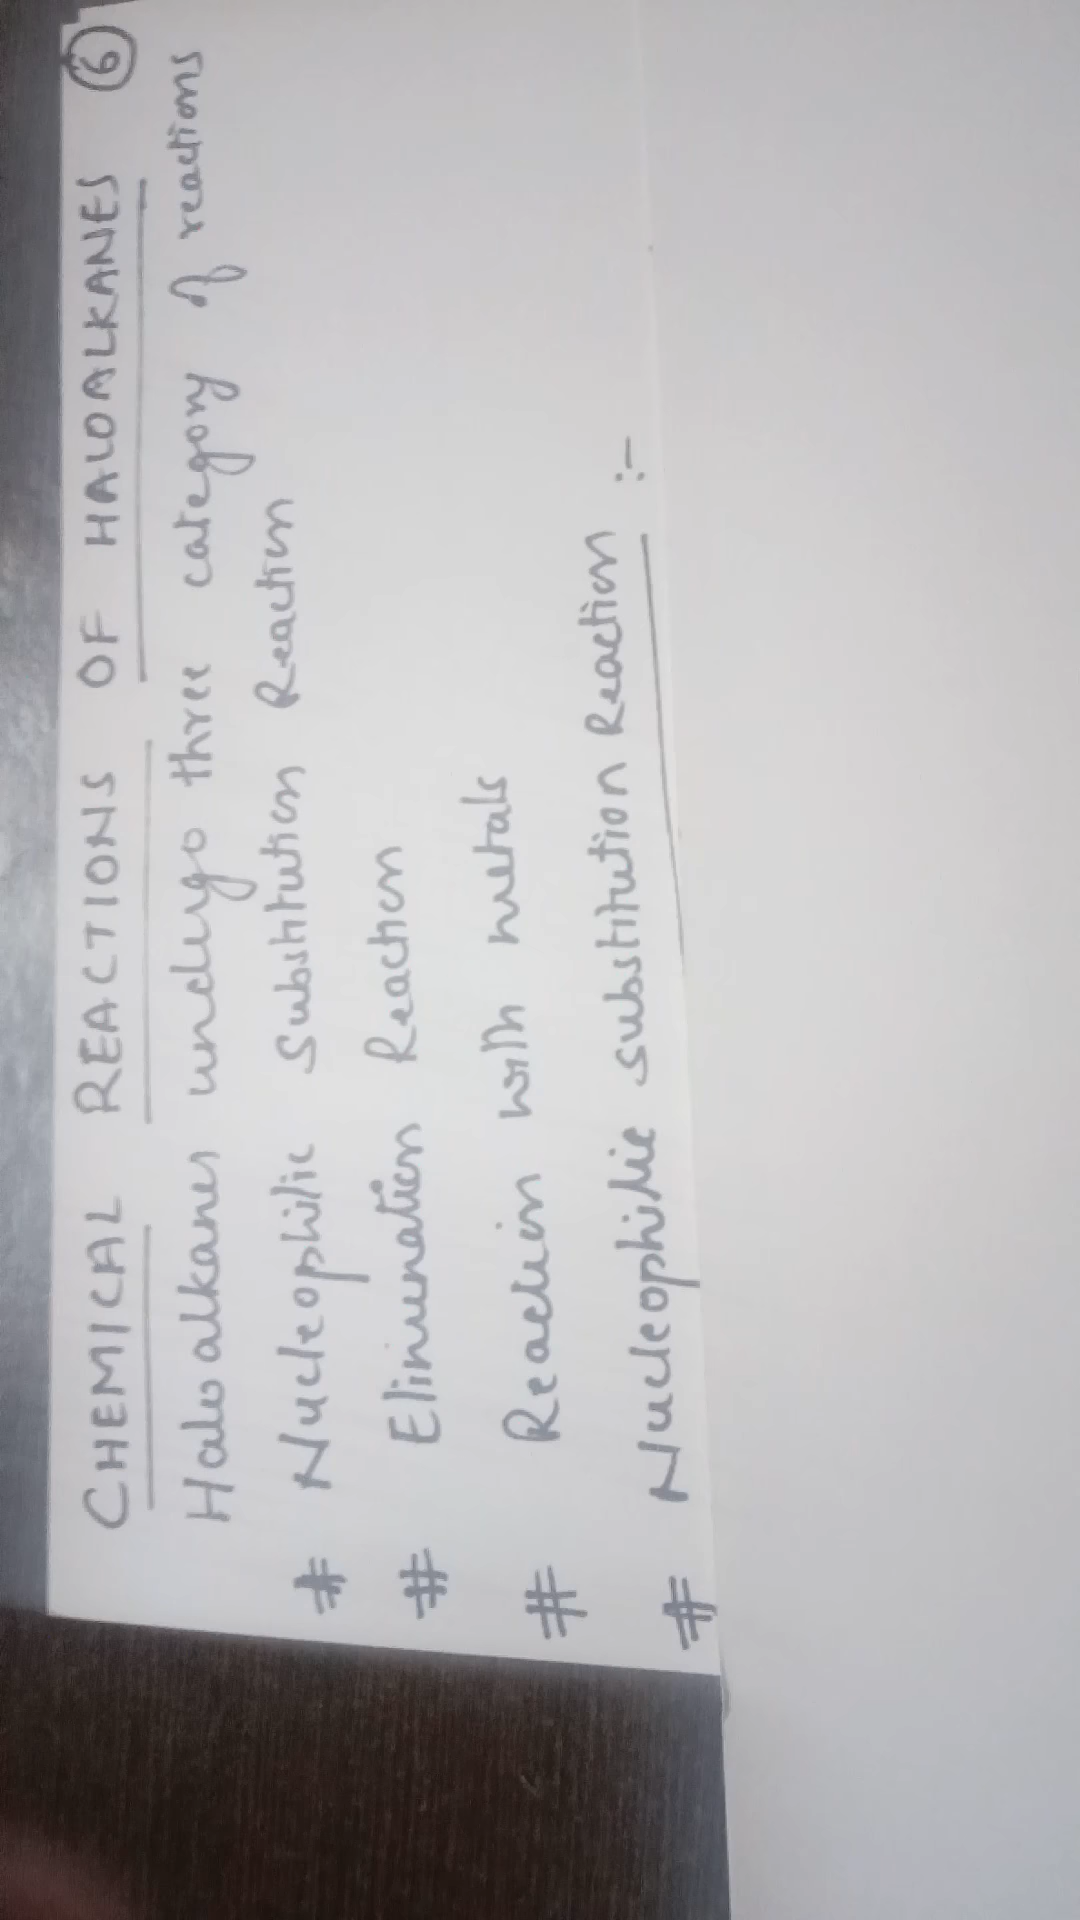 CHEMICAL REACTIONS OF HALOALKANES 6
Haloalkanes undergo three category of reactions
# Nucleophilic Substitution Reaction
# Elimination Reaction
# Reaction with metals
# Nucleophilic substitution Reaction :-